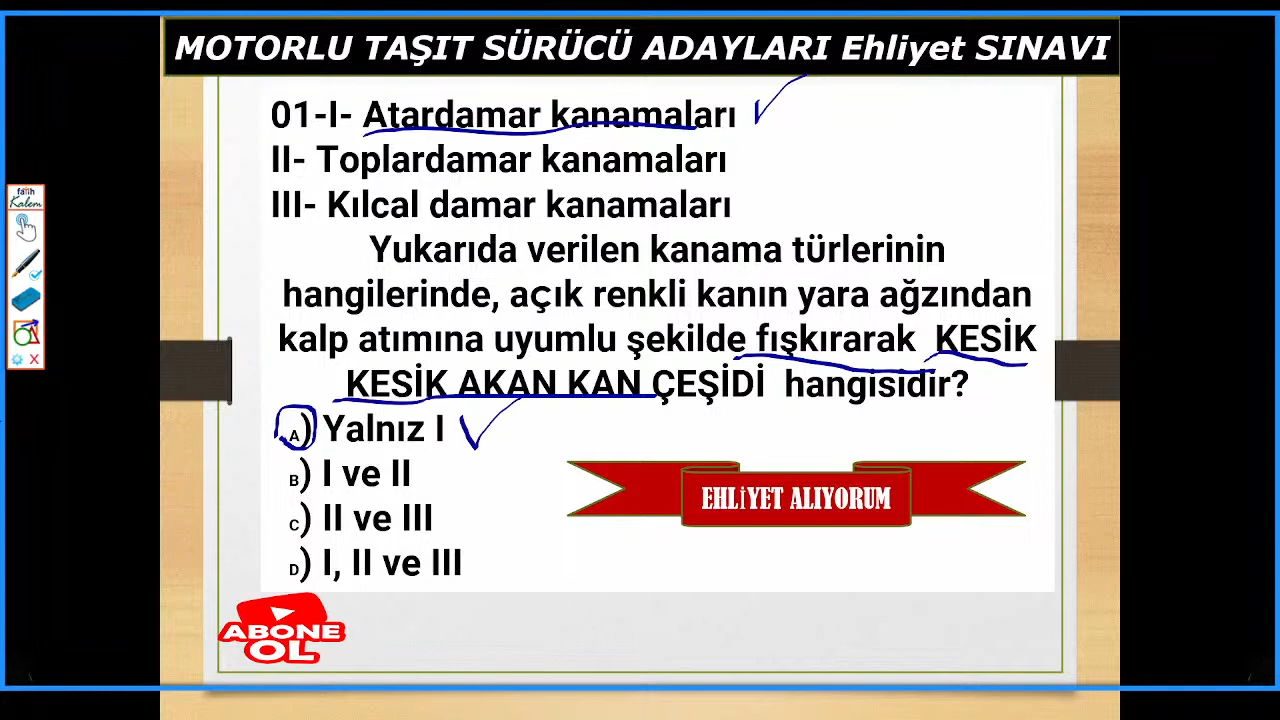 MOTORLU TAŞIT SÜRÜCÜ ADAYLARI Ehliyet SINAVI
01-I- Atardamar kanamaları
II- Toplardamar kanamaları
III- Kılcal damar kanamaları
Yukarıda verilen kanama türlerinin
hangilerinde, açık renkli kanın yara ağzından
kalp atımına uyumlu şekilde fışkırarak KESİK
KESİK AKAN KAN ÇEŞİDİ hangisidir?
A) Yalnız I
B) I ve II
C) II ve III
D) I, II ve III
EHLİYET ALIYORUM
ABONE
OL
fatih
Kalem